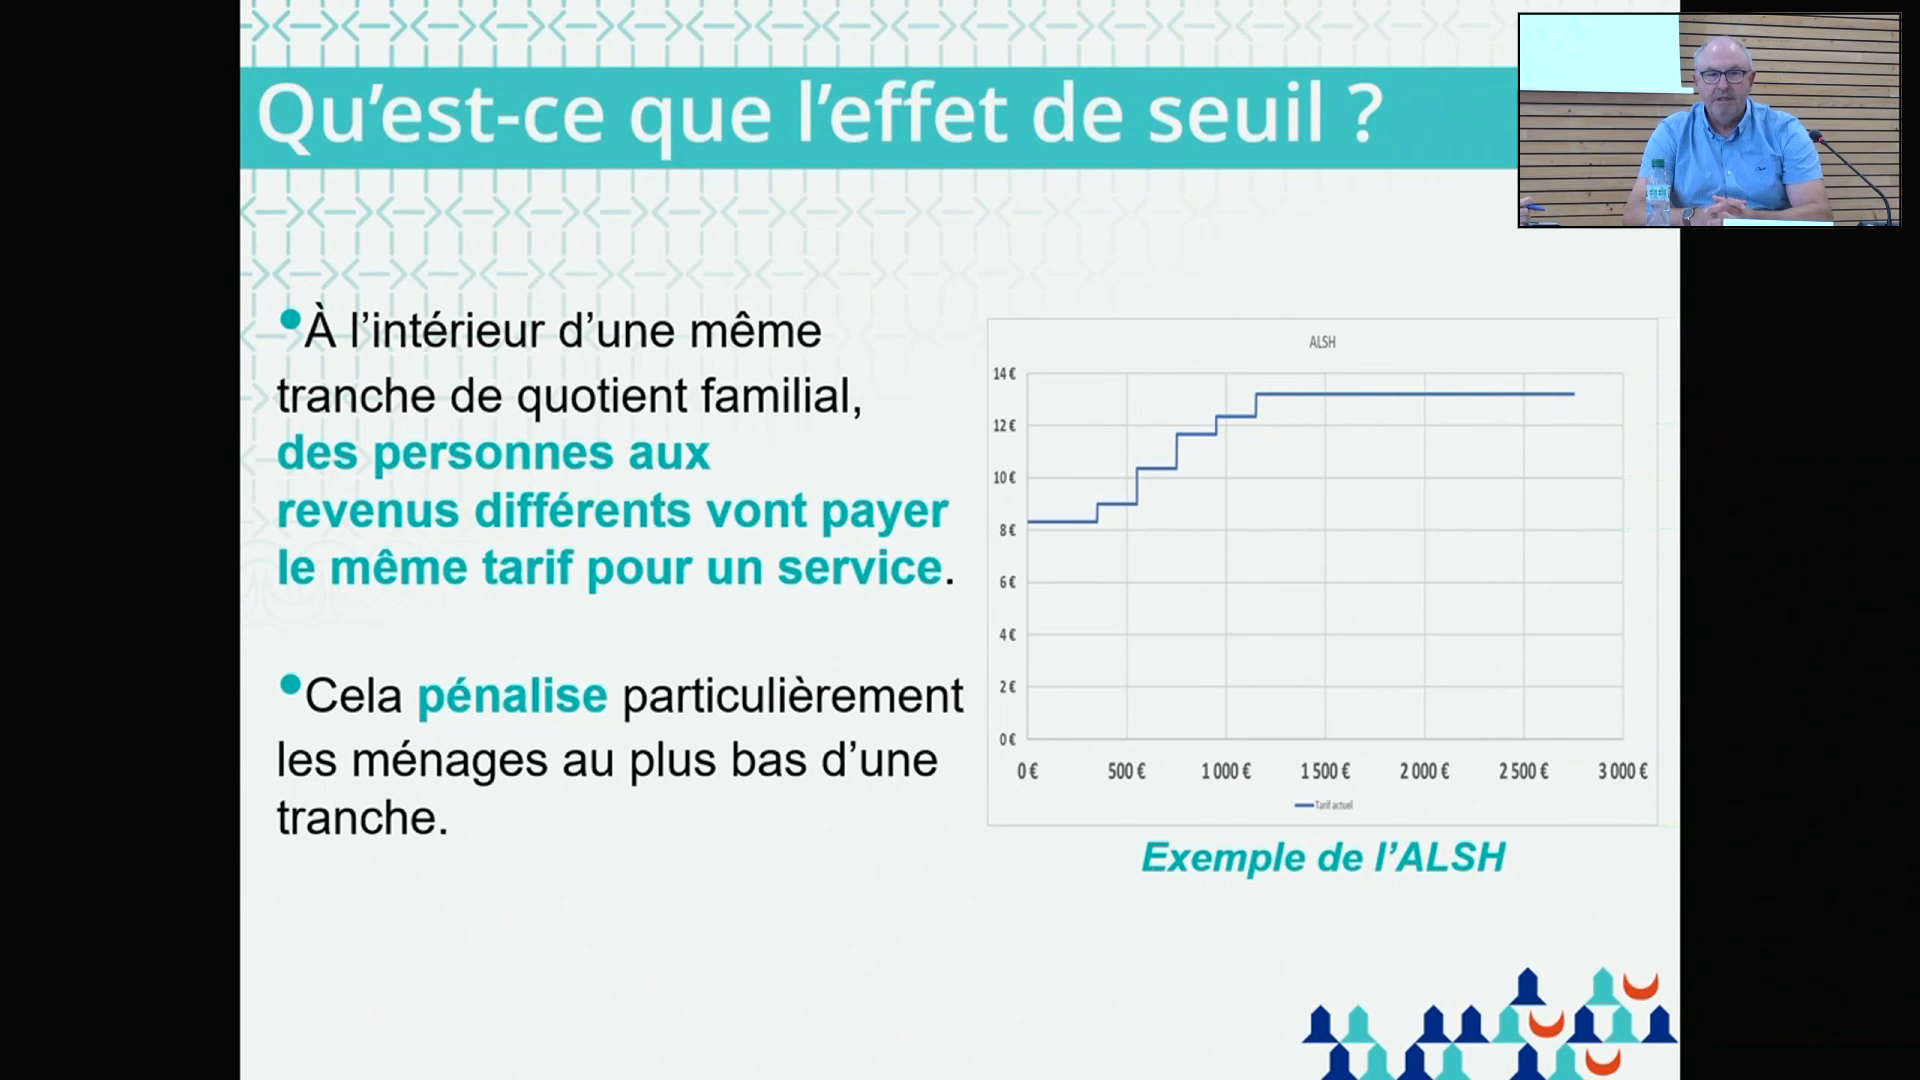 Qu’est-ce que l’effet de seuil ?
•À l’intérieur d’une même
tranche de quotient familial,
des personnes aux
revenus différents vont payer
le même tarif pour un service.
•Cela pénalise particulièrement
les ménages au plus bas d’une
tranche.
ALSH
14 €
12 €
10 €
8 €
6 €
4 €
2 €
0 €
0 € 500 € 1 000 € 1 500 € 2 000 € 2 500 € 3 000 €
Tarif actuel
Exemple de l’ALSH